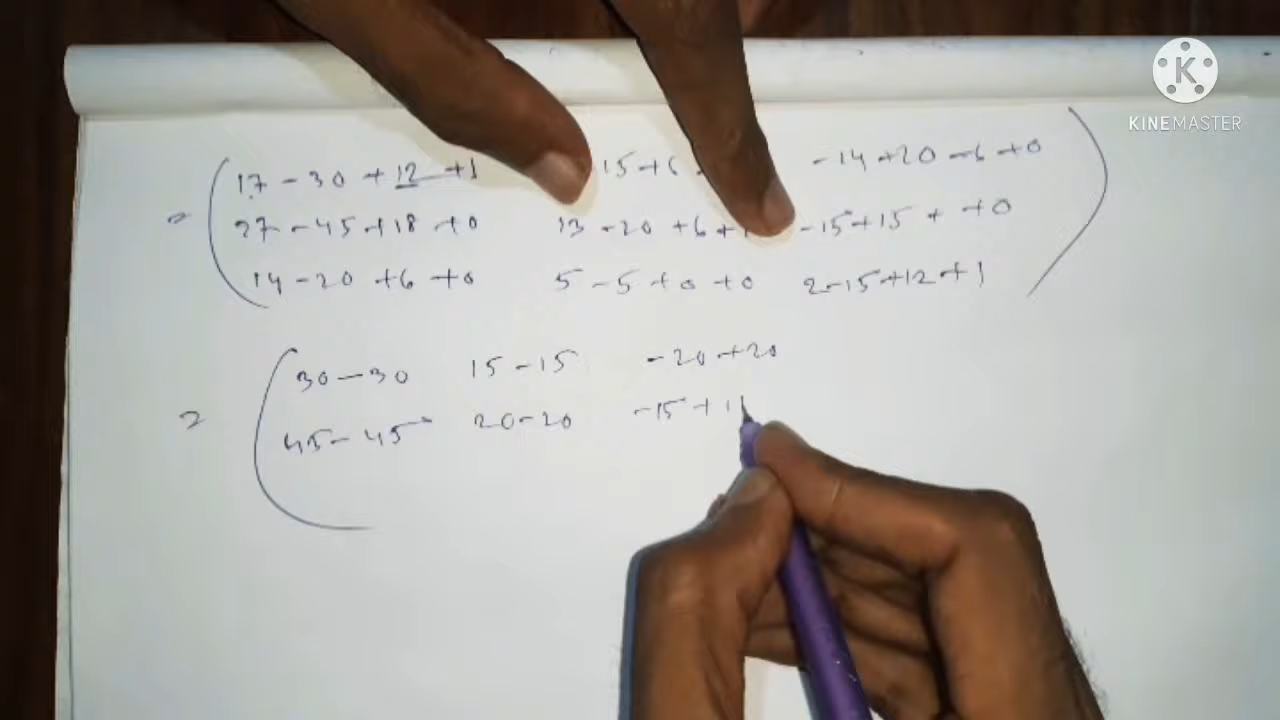 KINEMASTER
= ( 17 - 30 + 12 + 1 15 + 6 - 14 + 20 - 6 + 0 )
27 - 45 + 18 + 0 13 - 20 + 6 + 1 - 15 + 15 + + 0
14 - 20 + 6 + 0 5 - 5 + 0 + 0 2 - 15 + 12 + 1
= ( 30 - 30 15 - 15 - 20 + 20
45 - 45 20 - 20 - 15 + 1